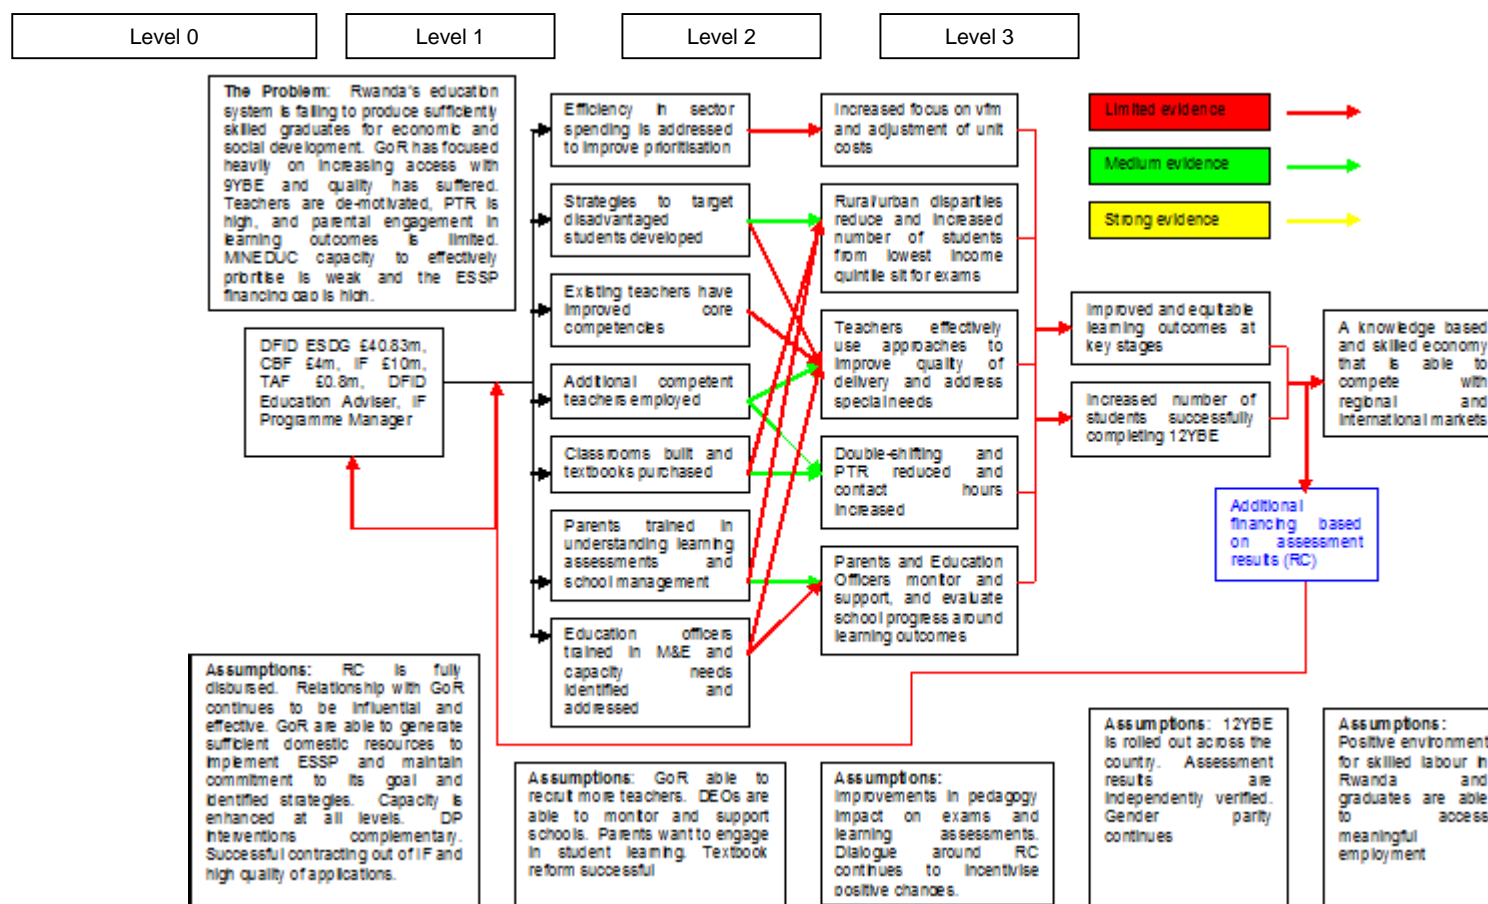 Level 0
Level 1
Level 2
Level 3
The Problem: Rwanda's education
system is failing to produce sufficiently
skilled graduates for economic and
social development. GoR has focused
heavily on increasing access with
9YBE and quality has suffered.
Teachers are de-motivated, PTR is
high, and parental engagement in
learning outcomes is limited.
MINEDUC capacity to effectively
prioritise is weak and the ESSP
financing gap is high.
DFID ESDG £40.83m,
CBF £4m, IF £10m,
TAF £0.8m, DFID
Education Adviser, IF
Programme Manager
Efficiency in sector
spending is addressed
to improve prioritisation
Strategies to target
disadvantaged
students developed
Existing teachers have
improved core
competencies
Additional competent
teachers employed
Classrooms built and
textbooks purchased
Parents trained in
understanding learning
assessments and
school management
Education officers
trained in M&E and
capacity needs
identified and
addressed
Increased focus on vfm
and adjustment of unit
costs
Rural/urban disparities
reduce and increased
number of students
from lowest income
quintile sit for exams
Teachers effectively
use approaches to
improve quality of
delivery and address
special needs
Double-shifting and
PTR reduced and
contact hours
increased
Parents and Education
Officers monitor and
support, and evaluate
school progress around
learning outcomes
Limited evidence
Medium evidence
Strong evidence
Improved and equitable
learning outcomes at
key stages
Increased number of
students successfully
completing 12YBE
A knowledge based
and skilled economy
that is able to
compete with
regional and
international markets
Additional
financing based
on assessment
results (RC)
Assumptions: RC is fully
disbursed. Relationship with GoR
continues to be influential and
effective. GoR are able to generate
sufficient domestic resources to
implement ESSP and maintain
commitment to its goal and
identified strategies. Capacity is
enhanced at all levels. DP
interventions complementary.
Successful contracting out of IF and
high quality of applications.
Assumptions: GoR able to
recruit more teachers. DEOs are
able to monitor and support
schools. Parents want to engage
in student learning. Textbook
reform successful
Assumptions:
Improvements in pedagogy
impact on exams and
learning assessments.
Dialogue around RC
continues to incentivise
positive changes.
Assumptions: 12YBE
is rolled out across the
country. Assessment
results are
independently verified.
Gender parity
continues
Assumptions:
Positive environment
for skilled labour in
Rwanda and
graduates are able
to access
meaningful
employment